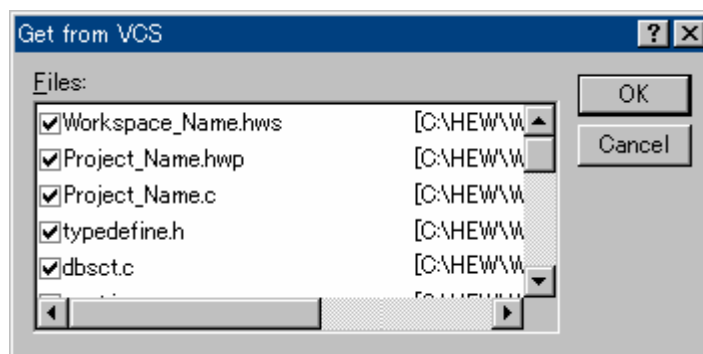 Get from VCS
Files:
Workspace_Name.hws [C:\HEW\W
Project_Name.hwp [C:\HEW\W
Project_Name.c [C:\HEW\W
typedefine.h [C:\HEW\W
dbsct.c [C:\HEW\W
OK
Cancel